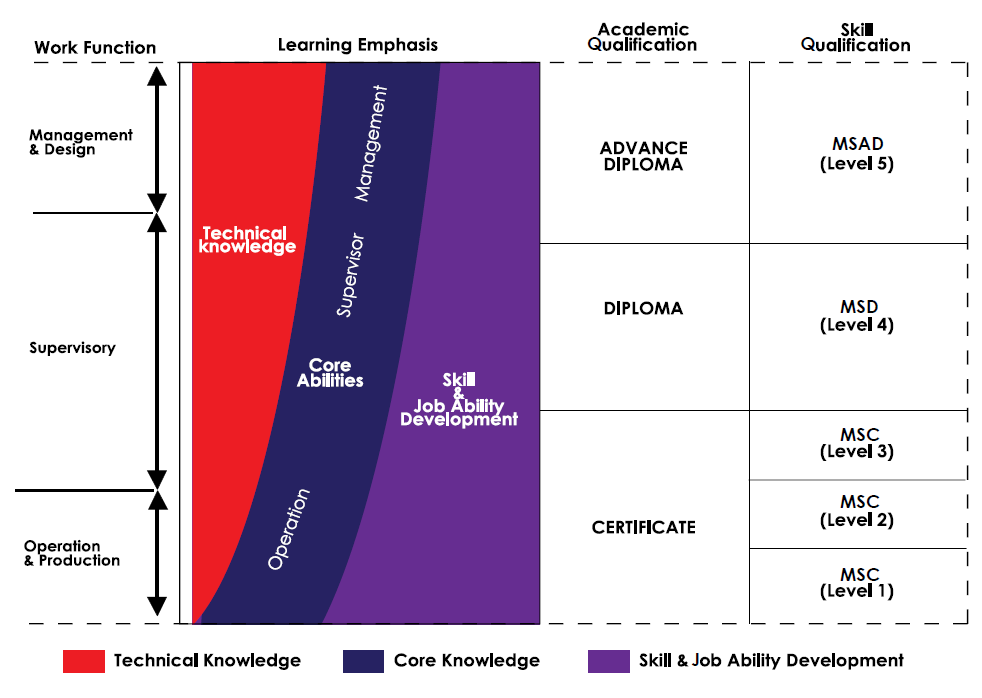 Work Function
Learning Emphasis
Academic
Qualification
Skill
Qualification
Management
& Design
Supervisory
Operation
& Production
Technical
knowledge
Management
Supervisor
Core
Abilities
Operation
Skill
&
Job Ability
Development
ADVANCE
DIPLOMA
DIPLOMA
CERTIFICATE
MSAD
(Level 5)
MSD
(Level 4)
MSC
(Level 3)
MSC
(Level 2)
MSC
(Level 1)
Technical Knowledge
Core Knowledge
Skill & Job Ability Development